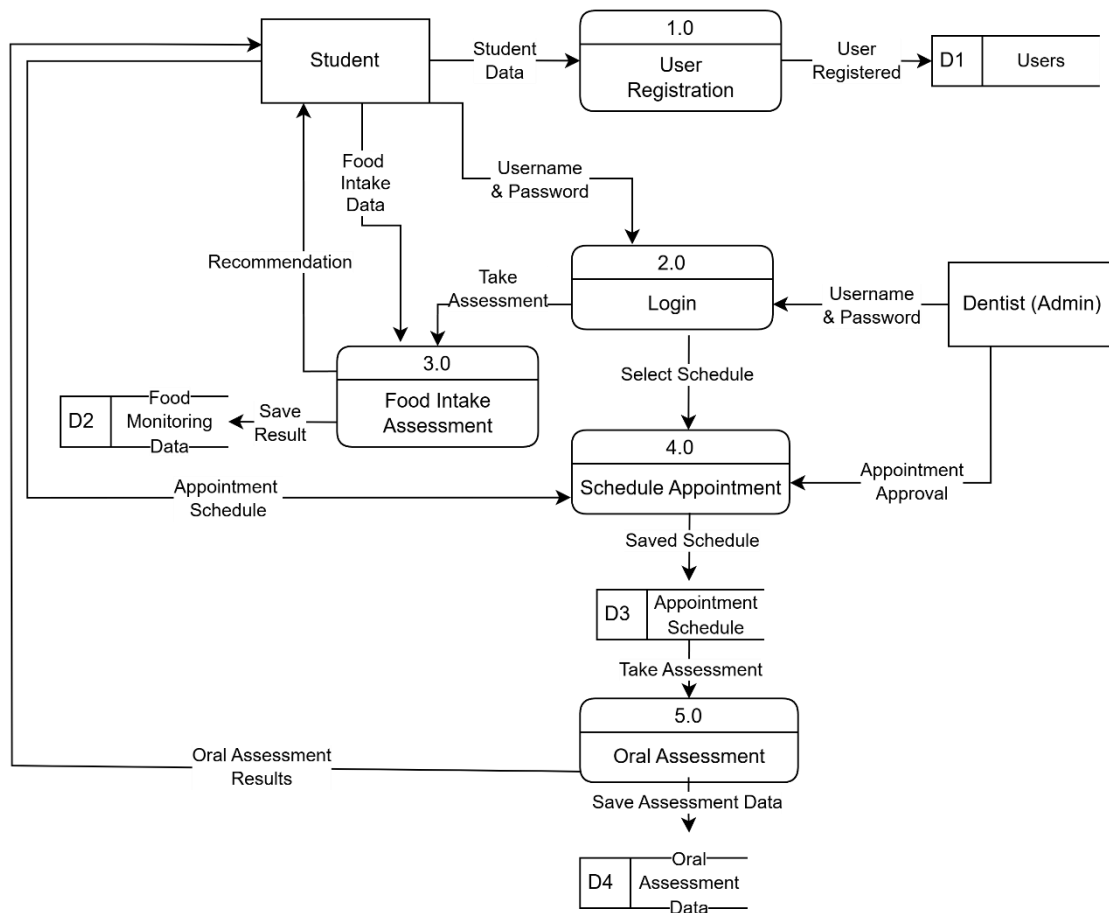 Student
Student
Data
1.0
User
Registration
User
Registered
D1
Users
Food
Intake
Data
Username
& Password
Recommendation
Take
Assessment
2.0
Login
Username
& Password
Dentist (Admin)
3.0
Food Intake
Assessment
Select Schedule
D2
Food
Monitoring
Data
Save
Result
4.0
Schedule Appointment
Appointment
Approval
Appointment
Schedule
Saved Schedule
D3
Appointment
Schedule
Take Assessment
5.0
Oral Assessment
Oral Assessment
Results
Save Assessment Data
D4
Oral
Assessment
Data